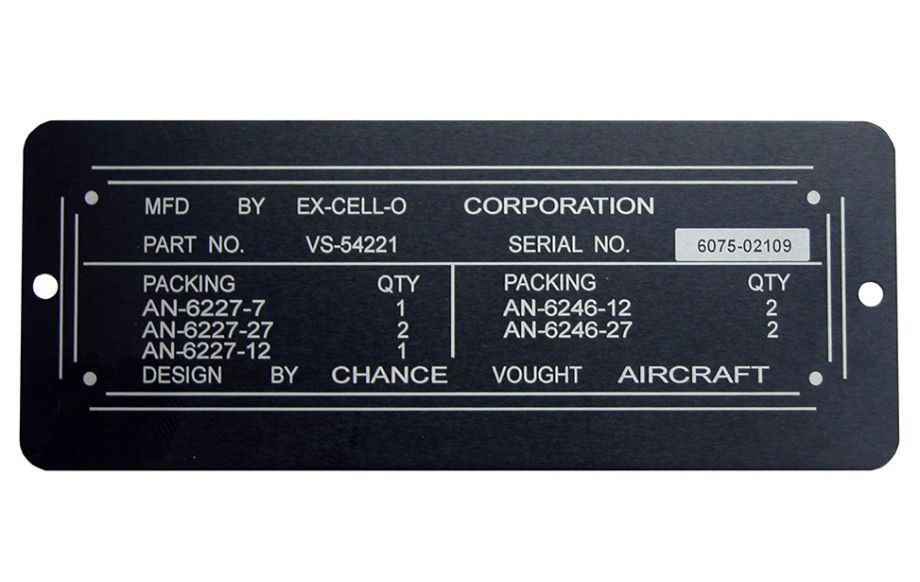 MFD BY EX-CELL-O CORPORATION
PART NO. VS-54221 SERIAL NO. 6075-02109
PACKING QTY PACKING QTY
AN-6227-7 1 AN-6246-12 2
AN-6227-27 2 AN-6246-27 2
AN-6227-12 1
DESIGN BY CHANCE VOUGHT AIRCRAFT